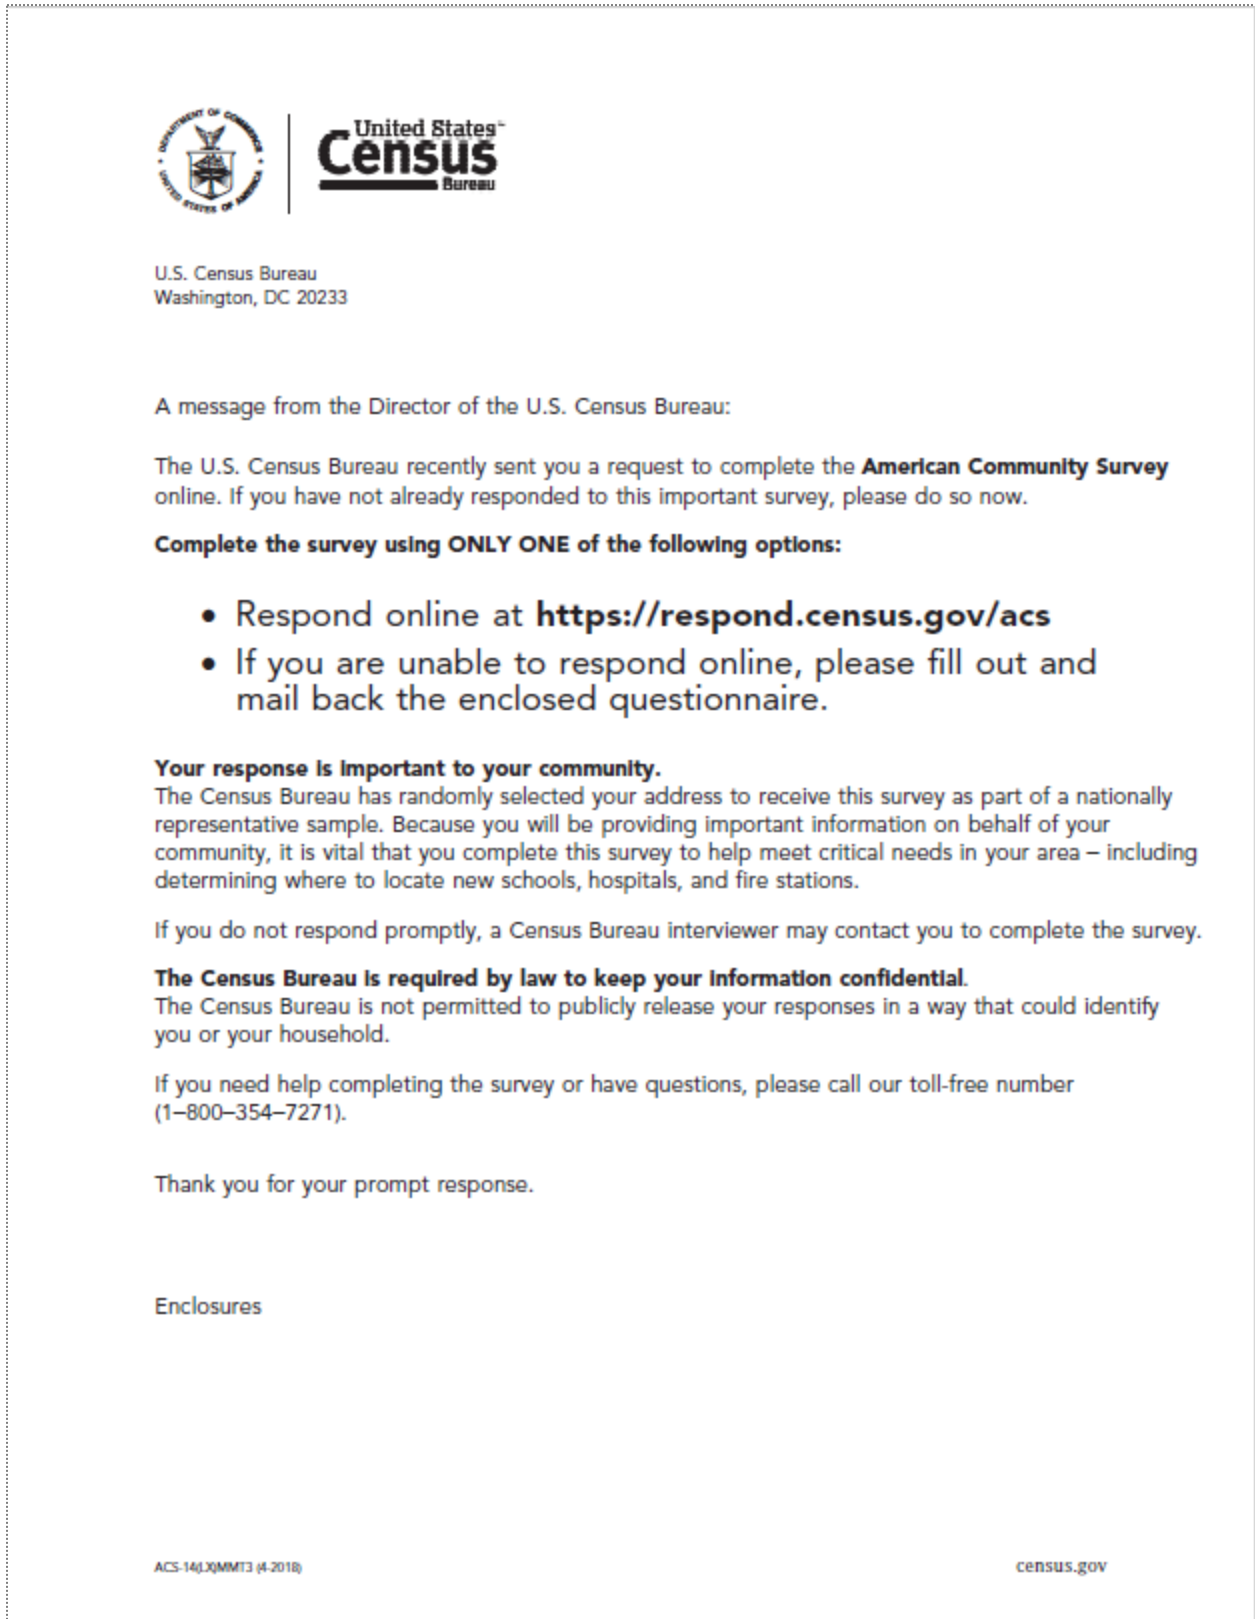 DEPARTMENT OF COMMERCE
UNITED STATES OF AMERICA
United States™
Census
Bureau
U.S. Census Bureau
Washington, DC 20233
A message from the Director of the U.S. Census Bureau:
The U.S. Census Bureau recently sent you a request to complete the American Community Survey
online. If you have not already responded to this important survey, please do so now.
Complete the survey using ONLY ONE of the following options:
• Respond online at https://respond.census.gov/acs
• If you are unable to respond online, please fill out and
mail back the enclosed questionnaire.
Your response is important to your community.
The Census Bureau has randomly selected your address to receive this survey as part of a nationally
representative sample. Because you will be providing important information on behalf of your
community, it is vital that you complete this survey to help meet critical needs in your area – including
determining where to locate new schools, hospitals, and fire stations.
If you do not respond promptly, a Census Bureau interviewer may contact you to complete the survey.
The Census Bureau is required by law to keep your information confidential.
The Census Bureau is not permitted to publicly release your responses in a way that could identify
you or your household.
If you need help completing the survey or have questions, please call our toll-free number
(1–800–354–7271).
Thank you for your prompt response.
Enclosures
ACS-14(LX)MMT3 (4-2018)
census.gov